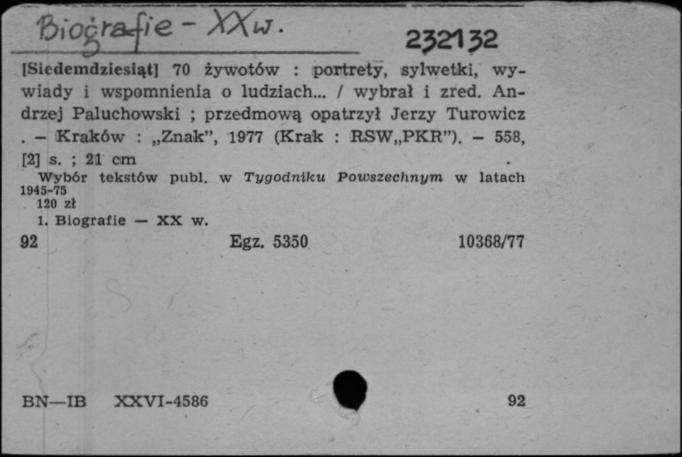 Biografie - XX w.
232132
[Siedemdziesiąt] 70 żywotów : portrety, sylwetki, wy-
wiady i wspomnienia o ludziach... / wybrał i zred. An-
drzej Paluchowski ; przedmową opatrzył Jerzy Turowicz
. — Kraków : „Znak”, 1977 (Krak : RSW„PKR”). — 558,
[2] s. ; 21 cm
Wybór tekstów publ. w Tygodniku Powszechnym w latach
1945-75
120 zł
1. Biografie — XX w.
92 Egz. 5350 10368/77
BN—IB XXVI-4586 92